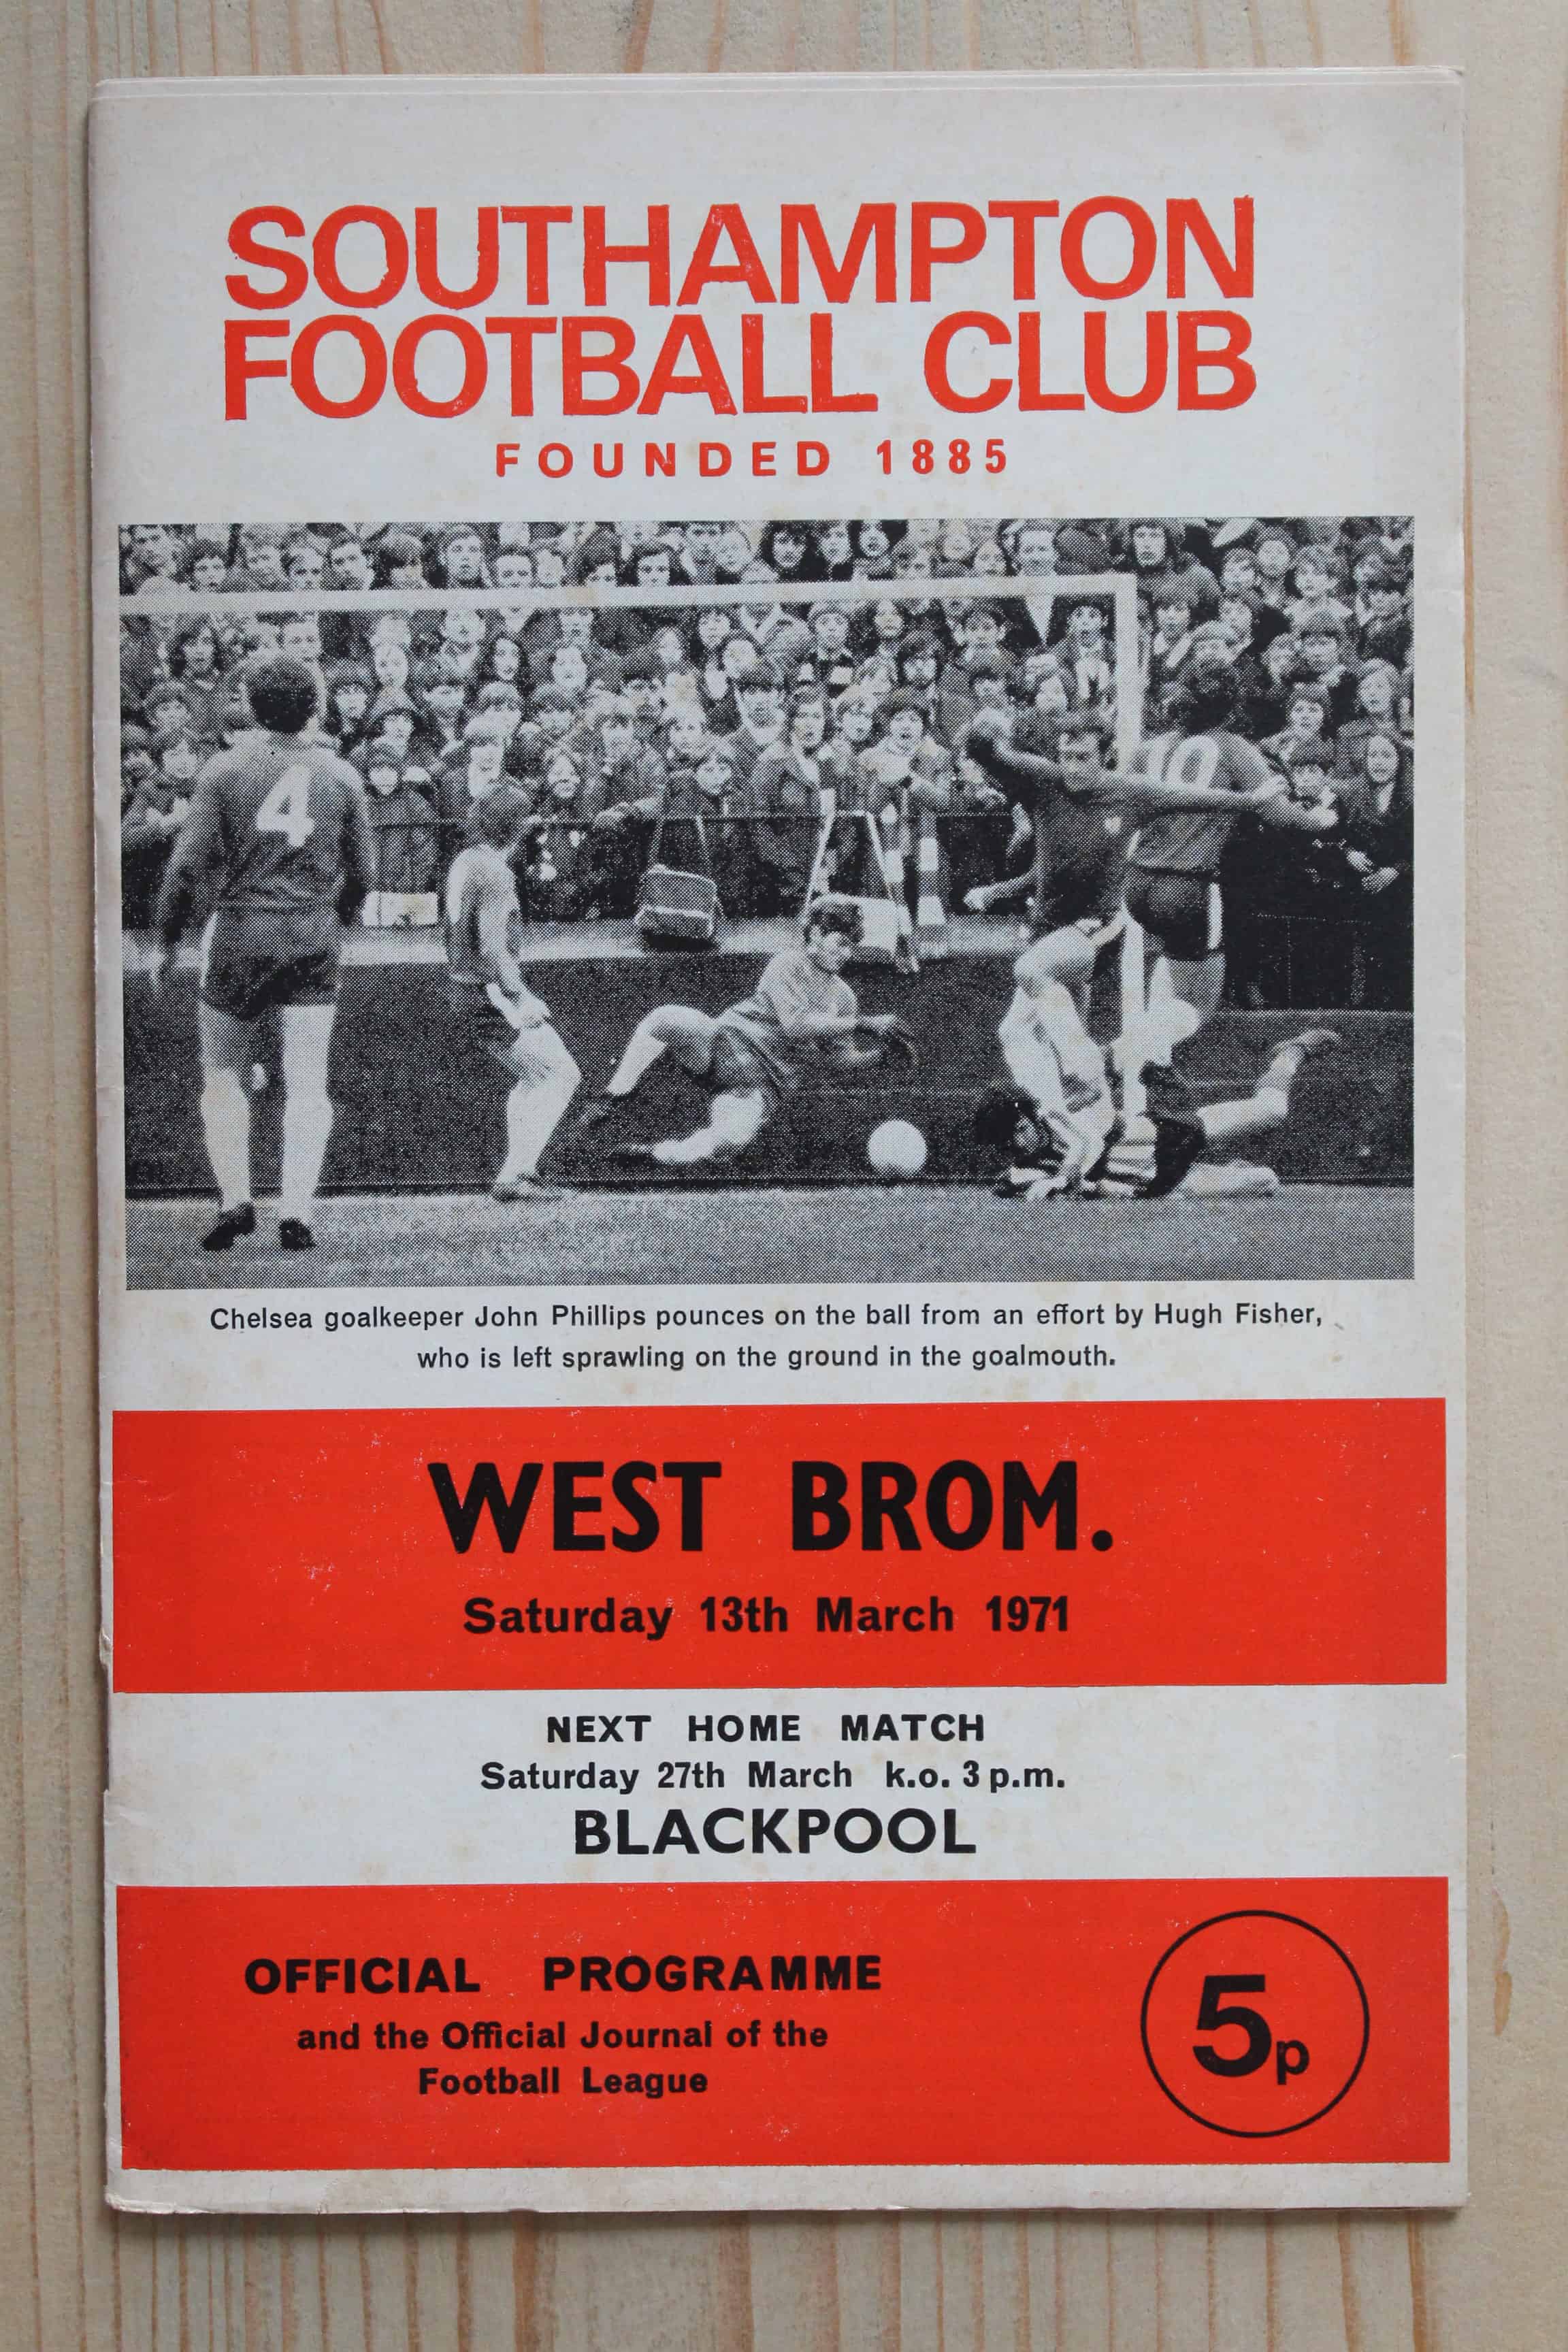 SOUTHAMPTON
FOOTBALL CLUB
FOUNDED 1885
4
10
Chelsea goalkeeper John Phillips pounces on the ball from an effort by Hugh Fisher,
who is left sprawling on the ground in the goalmouth.
WEST BROM.
Saturday 13th March 1971
NEXT HOME MATCH
Saturday 27th March k.o. 3 p.m.
BLACKPOOL
OFFICIAL PROGRAMME
and the Official Journal of the
Football League
5p